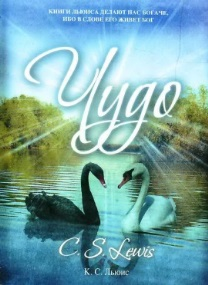 КНИГИ ЛЬЮИСА ДЕЛАЮТ НАС БОГАЧЕ,
ИБО В СЛОВЕ ЕГО ЖИВЕТ БОГ
Чудо
C. S. Lewis
К. С. Льюис